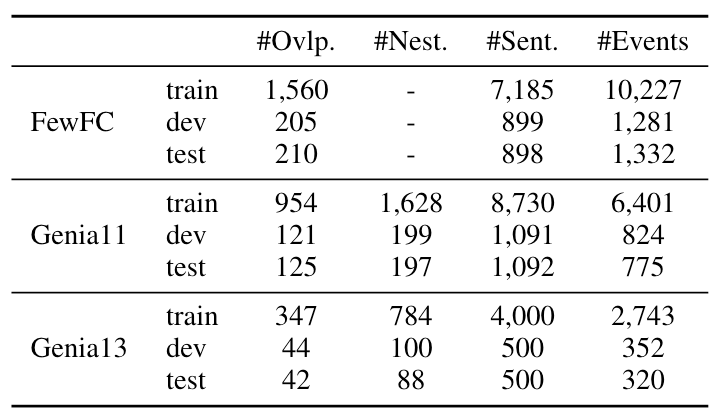 #Ovlp. #Nest. #Sent. #Events
train 1,560 - 7,185 10,227
FewFC dev 205 - 899 1,281
test 210 - 898 1,332
train 954 1,628 8,730 6,401
Genia11 dev 121 199 1,091 824
test 125 197 1,092 775
train 347 784 4,000 2,743
Genia13 dev 44 100 500 352
test 42 88 500 320